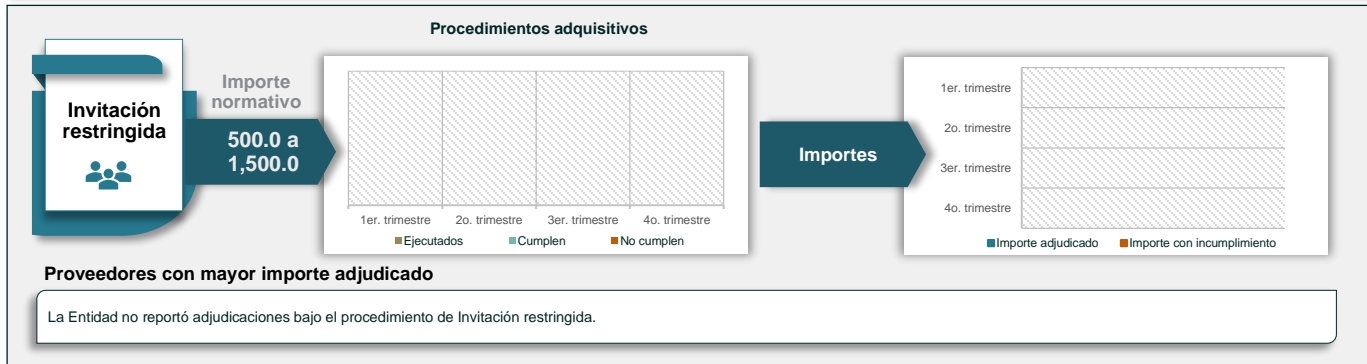 Procedimientos adquisitivos
Invitación
restringida
Importe
normativo
500.0 a
1,500.0
1er. trimestre 2o. trimestre 3er. trimestre 4o. trimestre
Ejecutados Cumplen No cumplen
Importes
1er. trimestre
2o. trimestre
3er. trimestre
4o. trimestre
Importe adjudicado Importe con incumplimiento
Proveedores con mayor importe adjudicado
La Entidad no reportó adjudicaciones bajo el procedimiento de Invitación restringida.